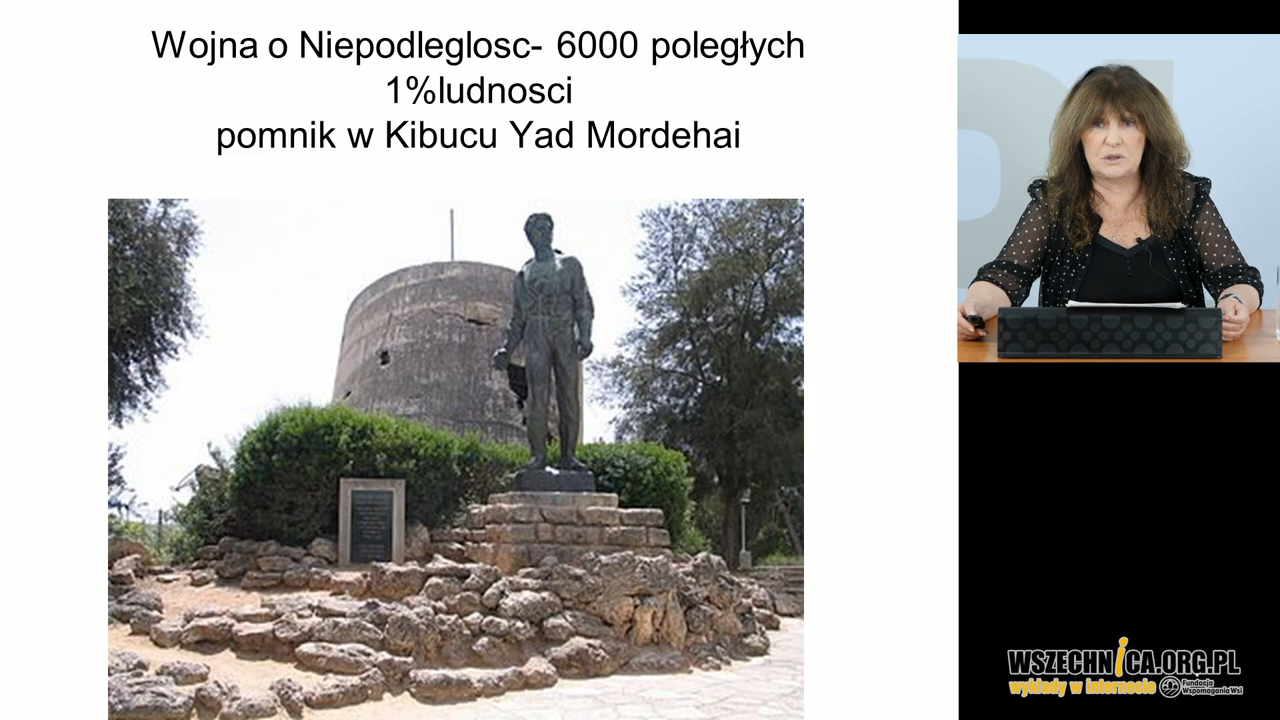 Wojna o Niepodleglosc- 6000 poległych
1%ludnosci
pomnik w Kibucu Yad Mordehai
WSZECHNiCA.ORG.PL
wykłady w internecie
Fundacja
Wspomagania Wsi